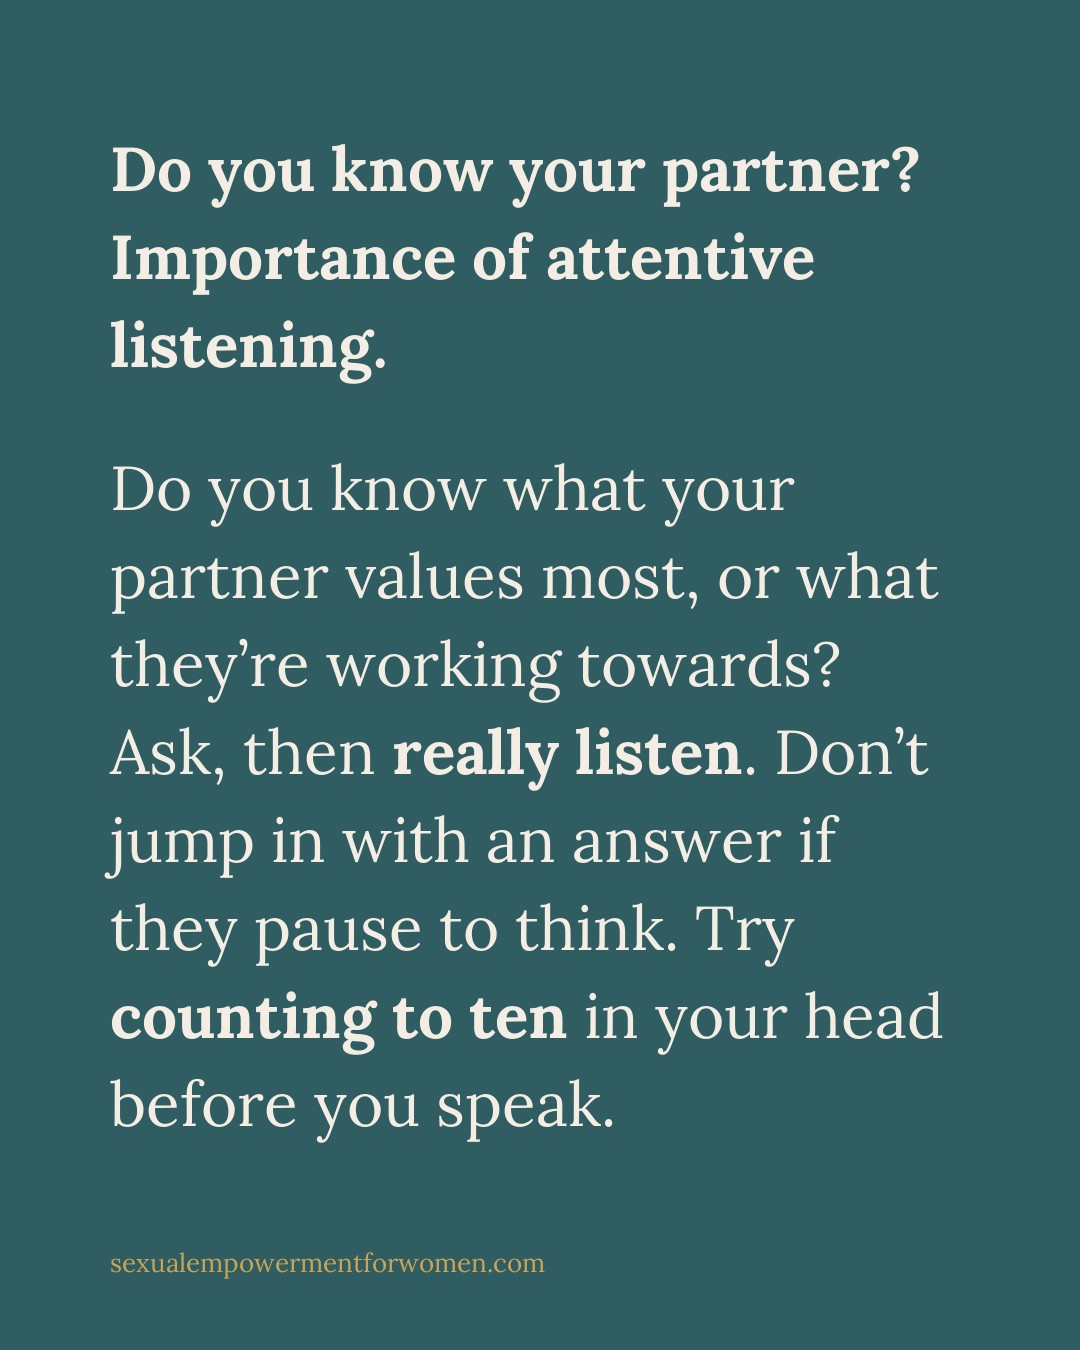 Do you know your partner?
Importance of attentive
listening.
Do you know what your
partner values most, or what
they’re working towards?
Ask, then really listen. Don’t
jump in with an answer if
they pause to think. Try
counting to ten in your head
before you speak.
sexualempowermentforwomen.com